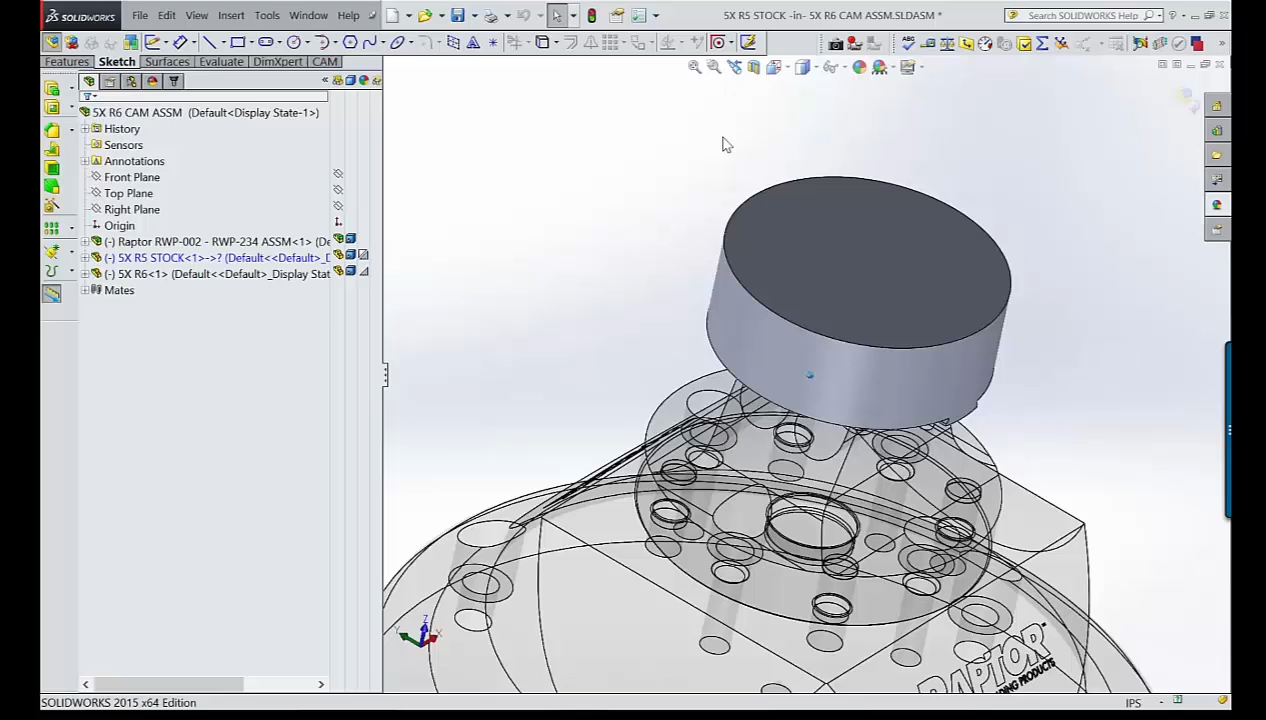 SOLIDWORKS File Edit View Insert Tools Window Help 5X R5 STOCK -in- 5X R6 CAM ASSM.SLDASM * Search SOLIDWORKS Help
Features Sketch Surfaces Evaluate DimXpert CAM
5X R6 CAM ASSM (Default<Display State-1>)
History
Sensors
Annotations
Front Plane
Top Plane
Right Plane
Origin
(-) Raptor RWP-002 - RWP-234 ASSM<1> (De
(-) 5X R5 STOCK<1>->? (Default<<Default>_D
(-) 5X R6<1> (Default<<Default>_Display Stat
Mates
Z
Y
X
RAPTOR
SOLIDWORKS 2015 x64 Edition IPS